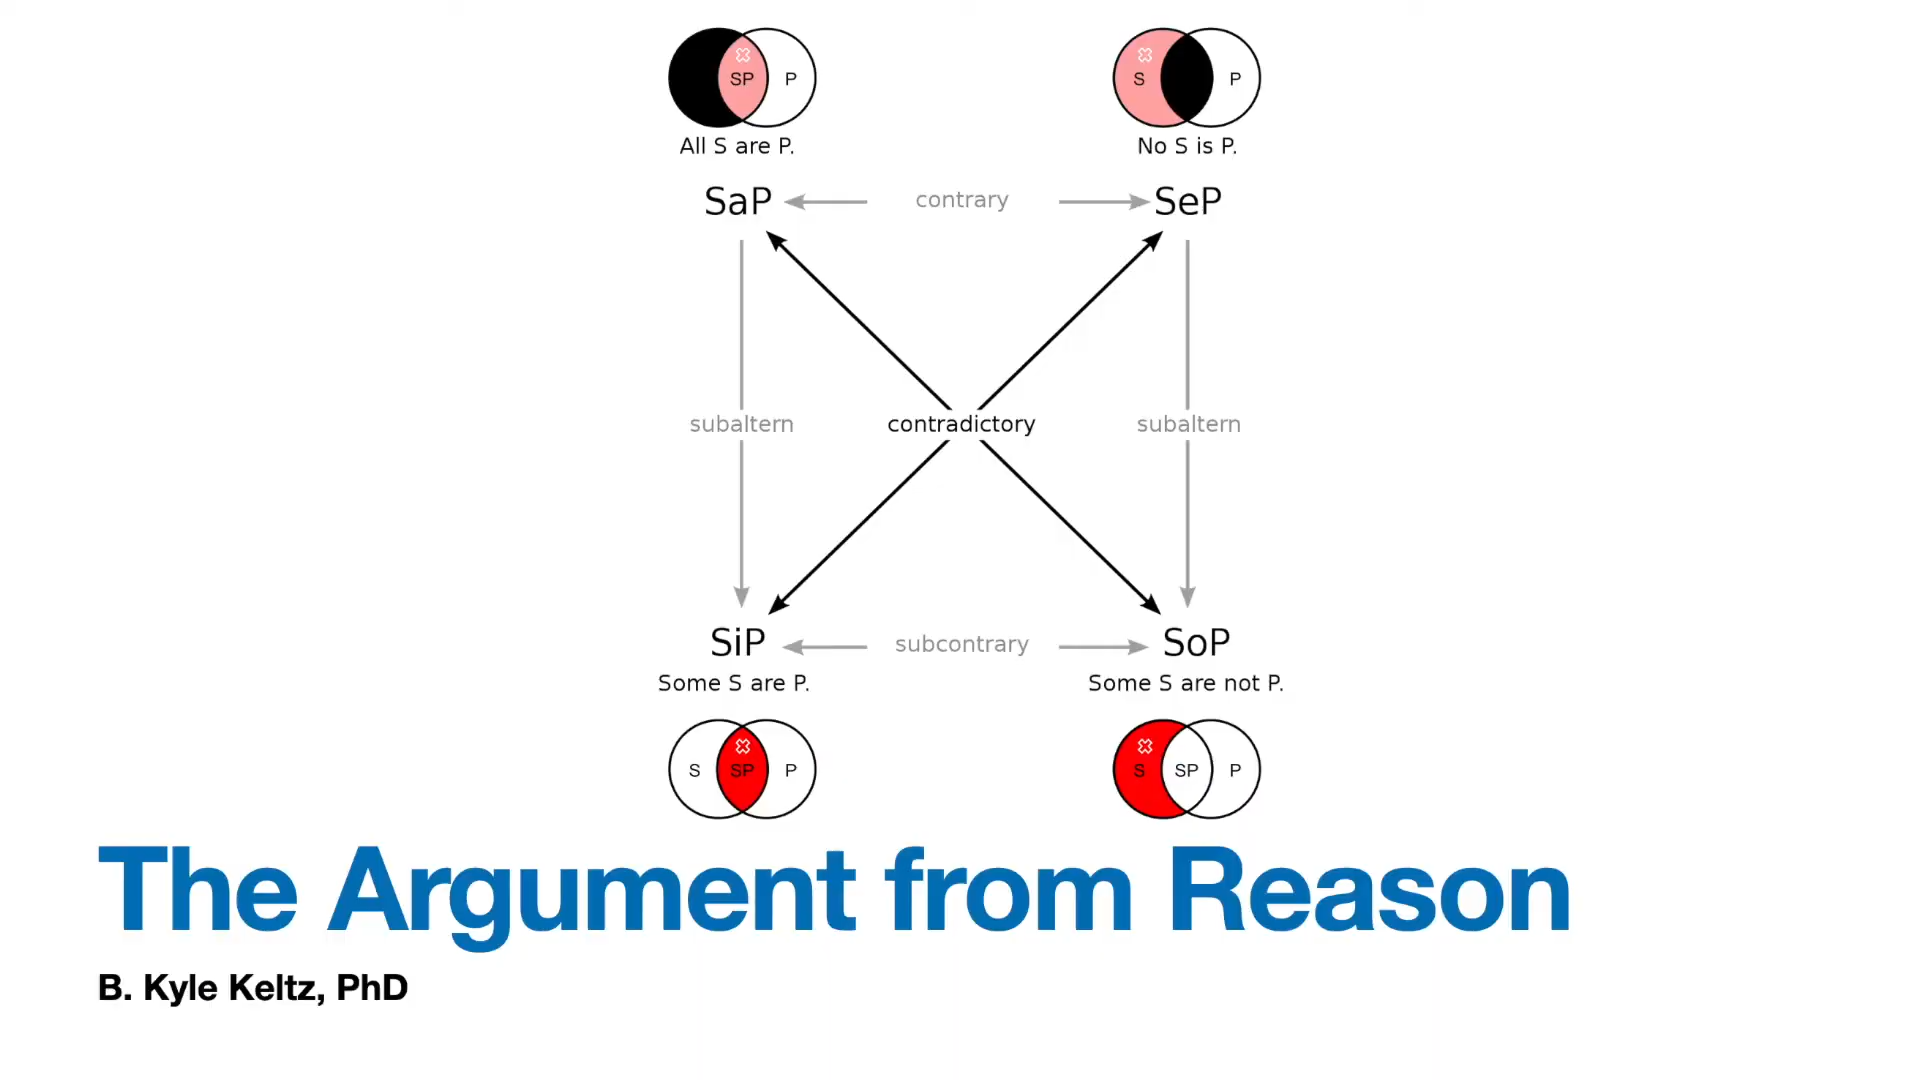 SP P
S P
All S are P.
No S is P.
SaP contrary SeP
subaltern contradictory subaltern
SiP subcontrary SoP
Some S are P.
Some S are not P.
S SP P
S SP P
The Argument from Reason
B. Kyle Keltz, PhD